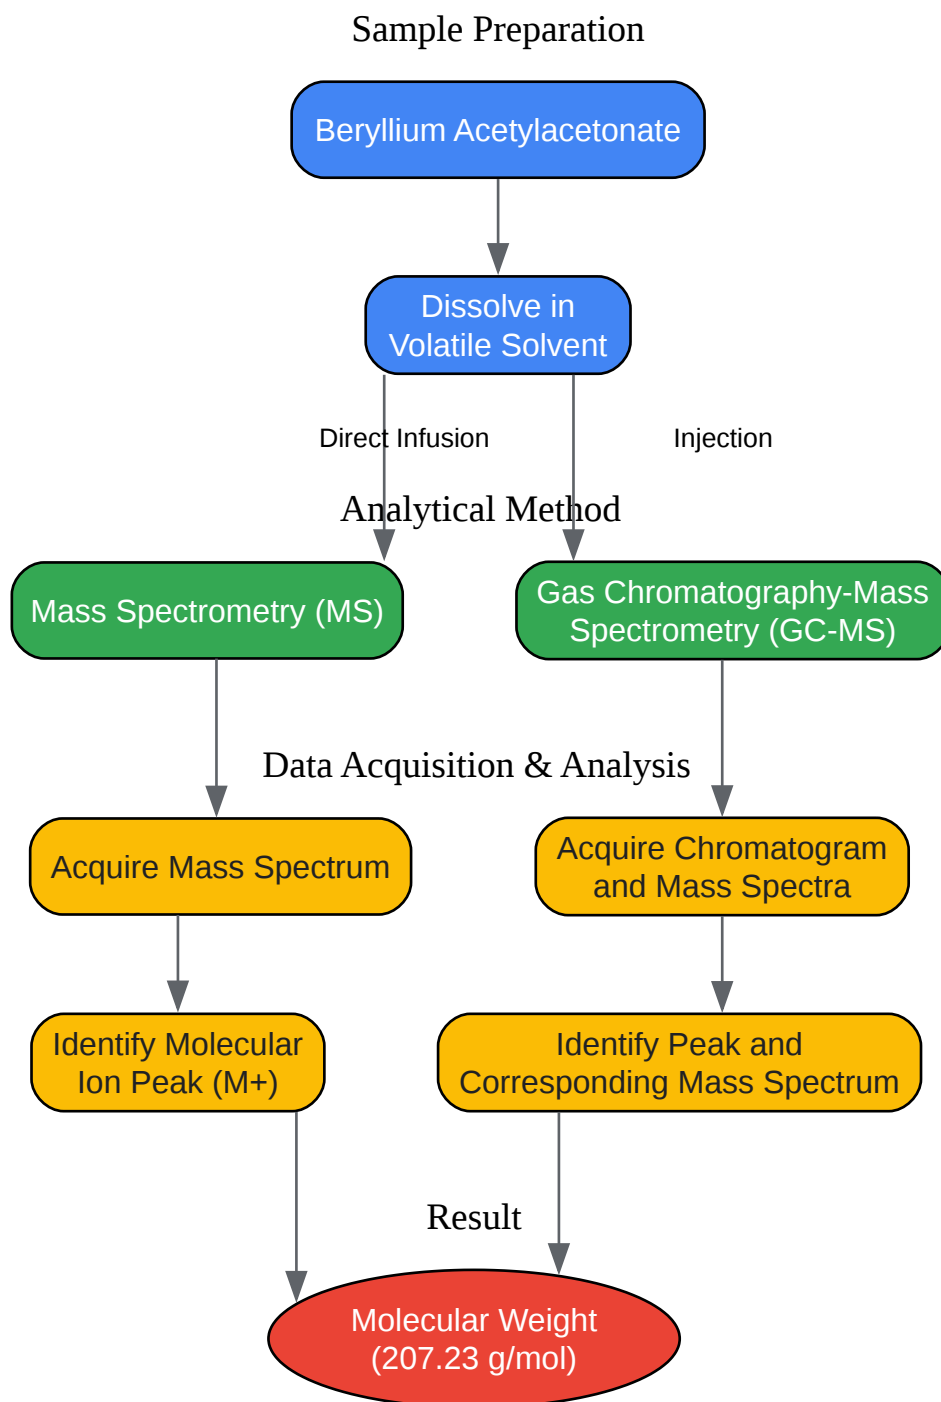 Sample Preparation
Beryllium Acetylacetonate
Dissolve in
Volatile Solvent
Direct Infusion
Injection
Analytical Method
Mass Spectrometry (MS)
Gas Chromatography-Mass
Spectrometry (GC-MS)
Data Acquisition & Analysis
Acquire Mass Spectrum
Acquire Chromatogram
and Mass Spectra
Identify Molecular
Ion Peak (M+)
Identify Peak and
Corresponding Mass Spectrum
Result
Molecular Weight
(207.23 g/mol)